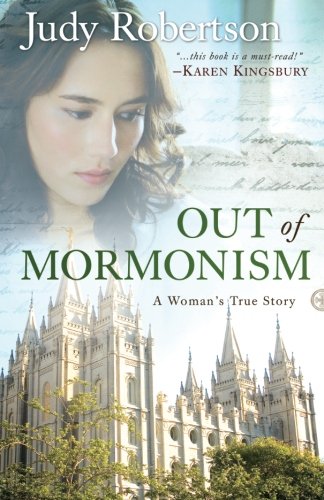 Judy Robertson
"...this book is a must-read!"
—KAREN KINGSBURY
OUT of
MORMONISM
A Woman's True Story